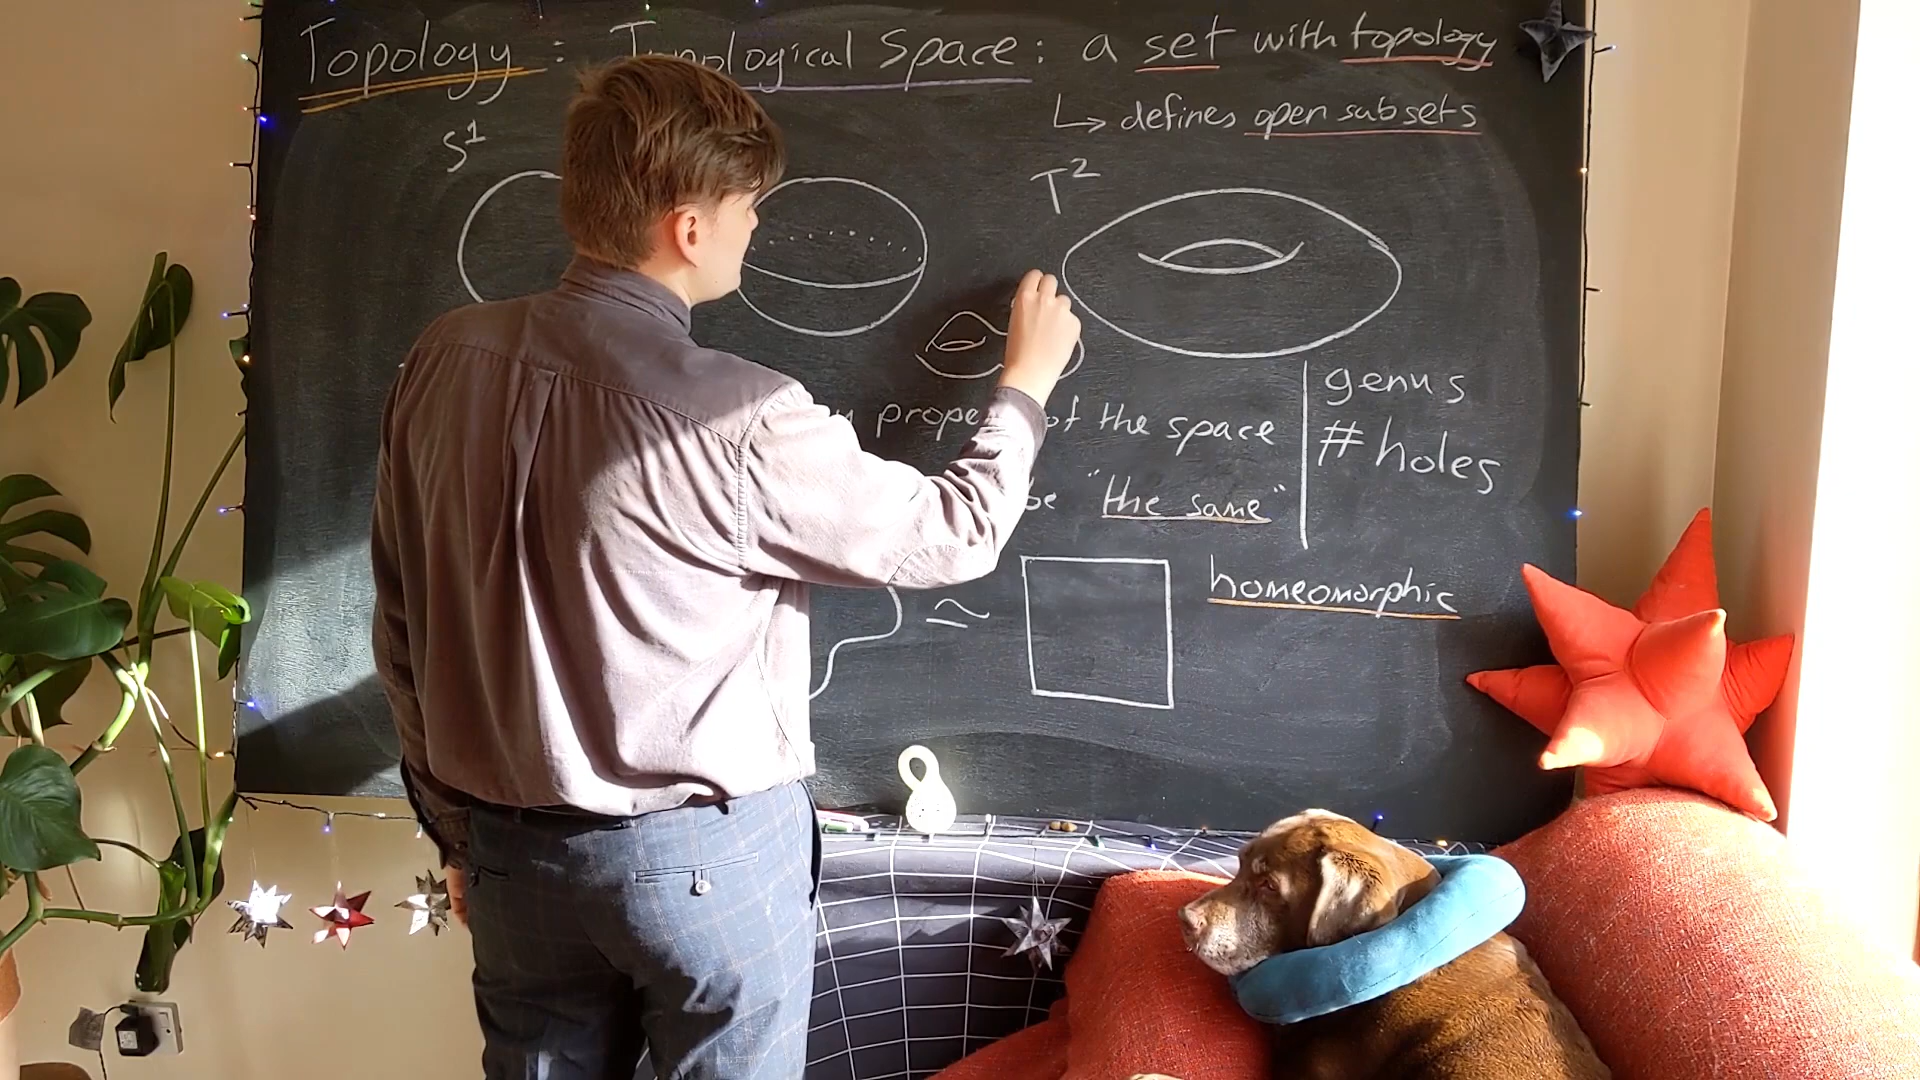 Topology : Topological Space : a set with topology
↳ defines open subsets
S¹
T²
genus
# holes
of the space
be "the same"
≃
homeomorphic